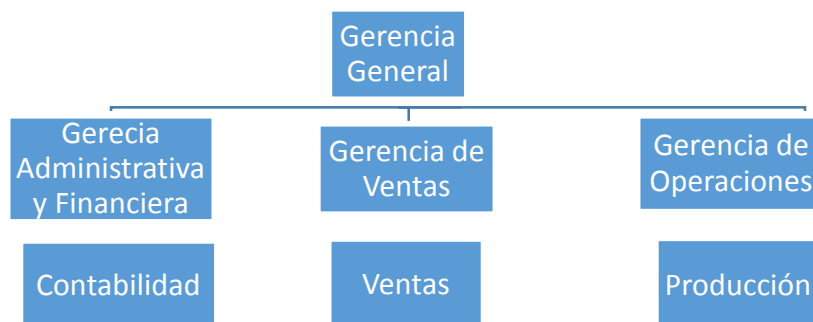 Gerencia
General
Gerecia
Administrativa
y Financiera
Gerencia de
Ventas
Gerencia de
Operaciones
Contabilidad
Ventas
Producción